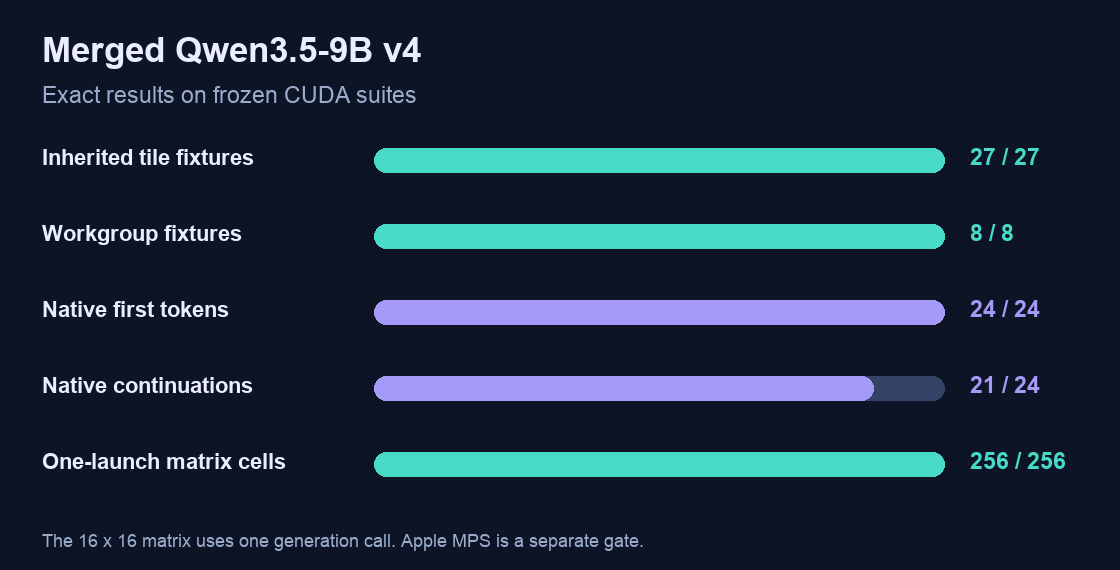 Merged Qwen3.5-9B v4
Exact results on frozen CUDA suites
Inherited tile fixtures 27 / 27
Workgroup fixtures 8 / 8
Native first tokens 24 / 24
Native continuations 21 / 24
One-launch matrix cells 256 / 256
The 16 x 16 matrix uses one generation call. Apple MPS is a separate gate.